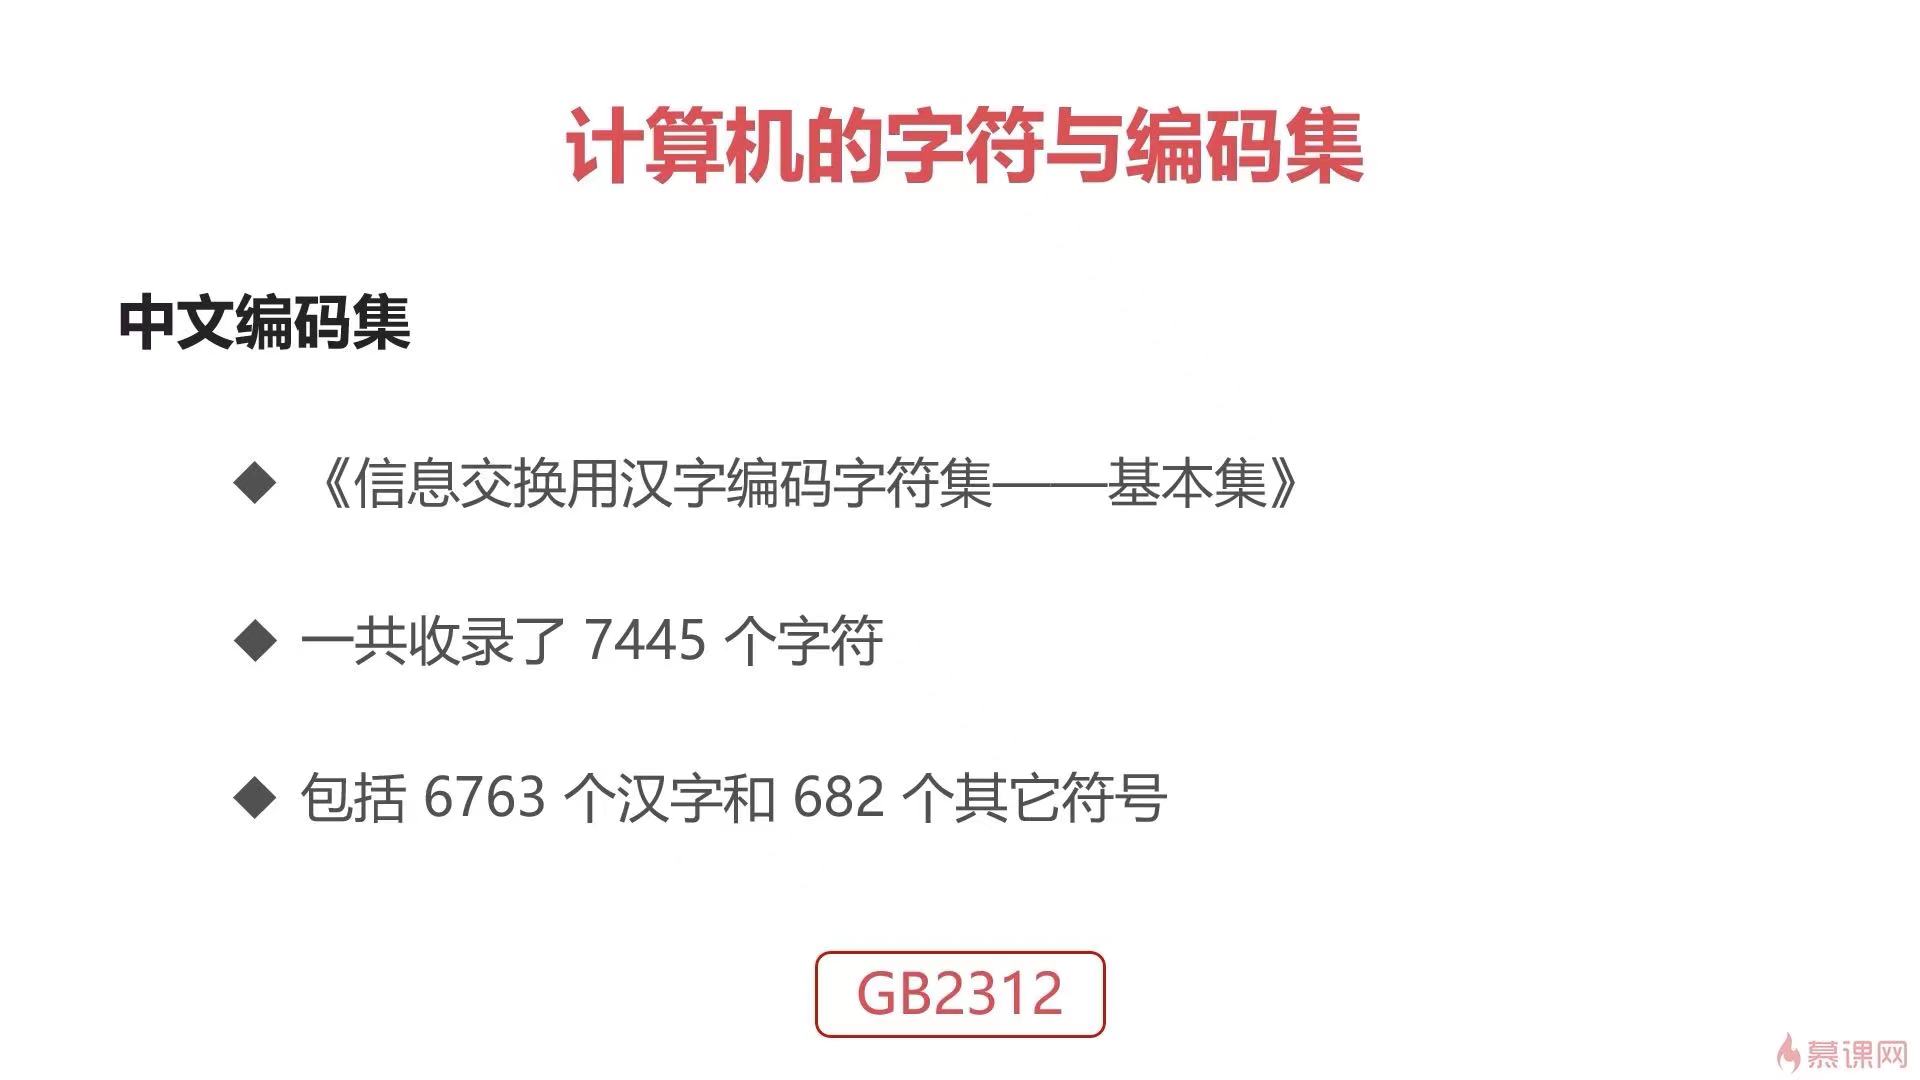 计算机的字符与编码集
中文编码集
◆ 《信息交换用汉字编码字符集——基本集》
◆ 一共收录了 7445 个字符
◆ 包括 6763 个汉字和 682 个其它符号
GB2312
慕课网